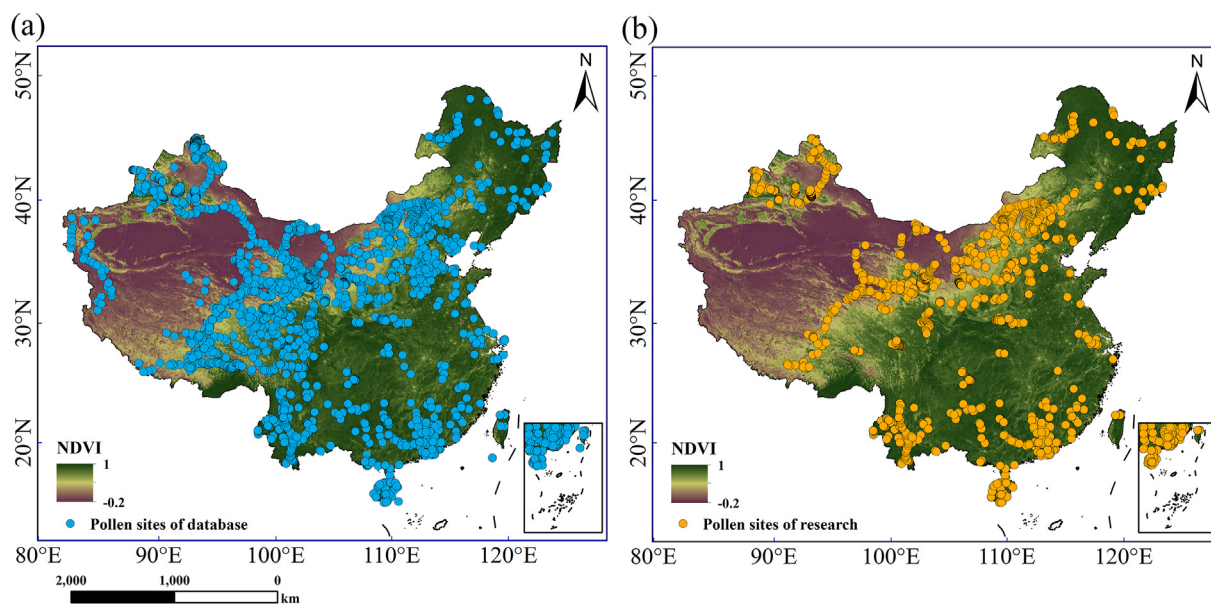 (a)
N
50°N
40°N
30°N
20°N
NDVI
1
-0.2
Pollen sites of database
80°E
90°E
100°E
110°E
120°E
2,000
1,000
0
km
(b)
N
50°N
40°N
30°N
20°N
NDVI
1
-0.2
Pollen sites of research
80°E
90°E
100°E
110°E
120°E